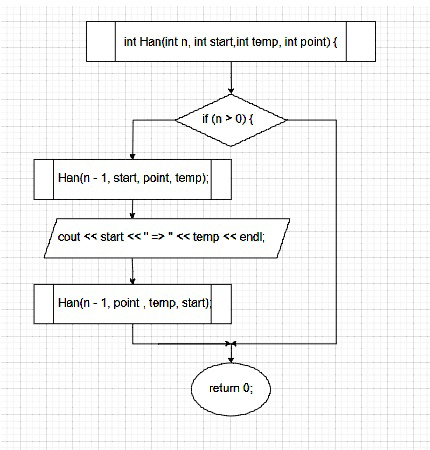 int Han(int n, int start,int temp, int point) {
if (n > 0) {
Han(n - 1, start, point, temp);
cout << start << " => " << temp << endl;
Han(n - 1, point , temp, start);
return 0;